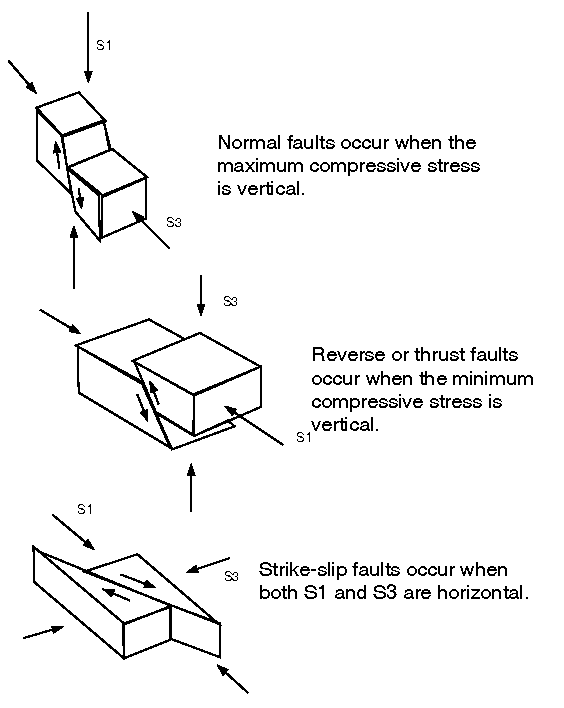 S1
Normal faults occur when the
maximum compressive stress
is vertical.
S3
S3
Reverse or thrust faults
occur when the minimum
compressive stress is
vertical.
S1
S1
Strike-slip faults occur when
both S1 and S3 are horizontal.
S3